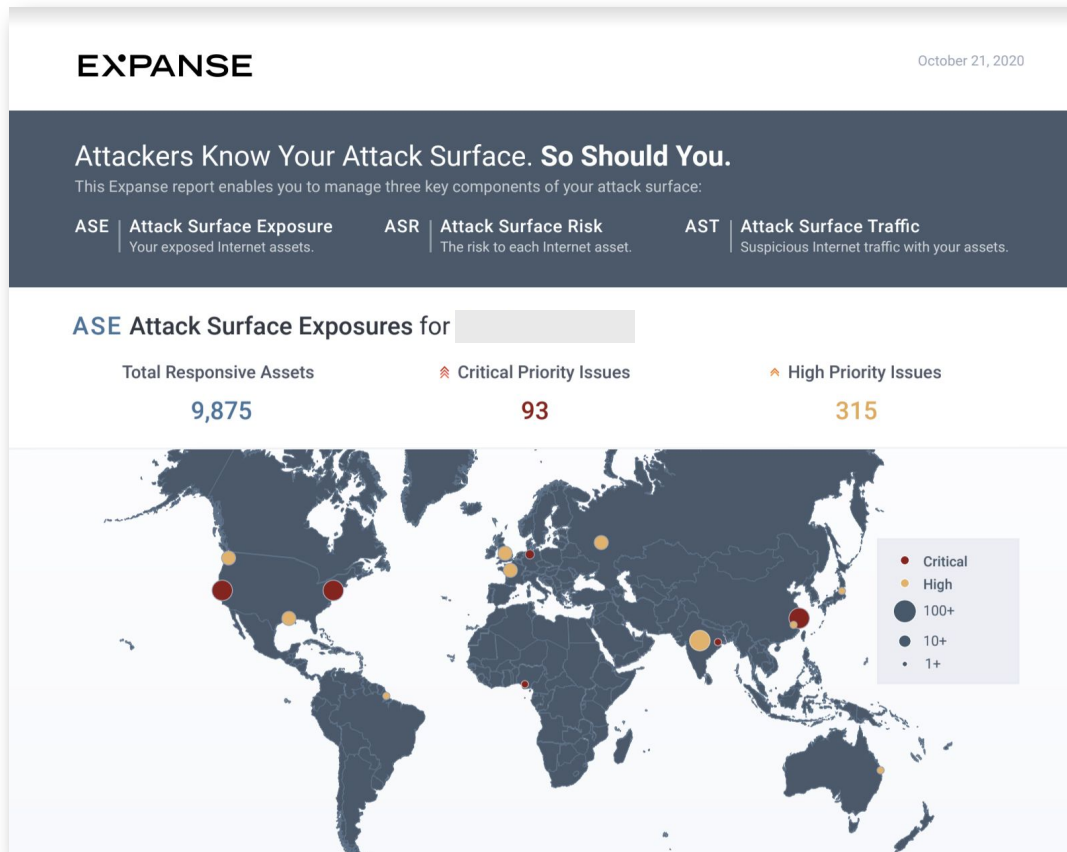 EXPANSE
October 21, 2020
Attackers Know Your Attack Surface. So Should You.
This Expanse report enables you to manage three key components of your attack surface:
ASE
Attack Surface Exposure
Your exposed Internet assets.
ASR
Attack Surface Risk
The risk to each Internet asset.
AST
Attack Surface Traffic
Suspicious Internet traffic with your assets.
ASE Attack Surface Exposures for
Total Responsive Assets
9,875
Critical Priority Issues
93
High Priority Issues
315
Critical
High
100+
10+
1+